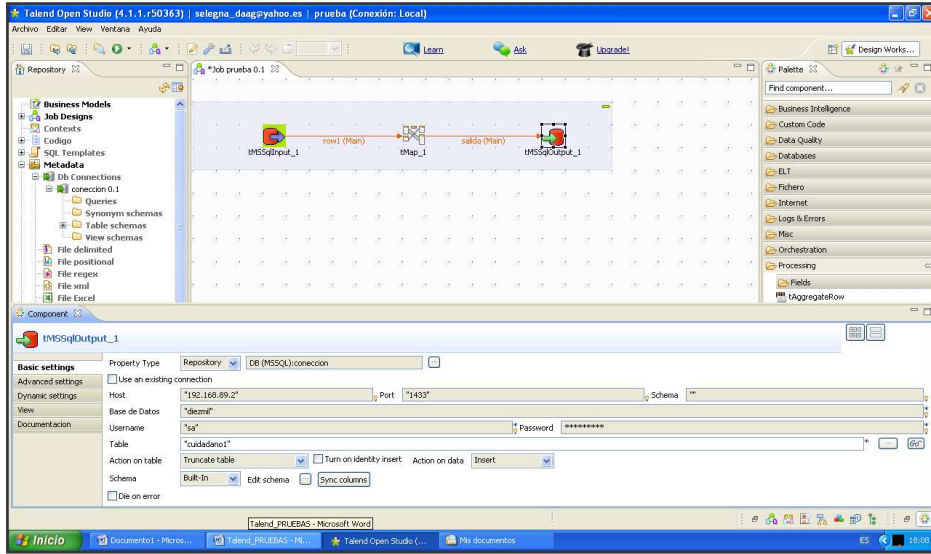 Talend Open Studio (4.1.1.r50363) | selegna_daag@yahoo.es | prueba (Conexión: Local)
Archivo Editar View Ventana Ayuda
Learn Ask Upgrade! Design Works...
Repository
Business Models
Job Designs
Contexts
Codigo
SQL Templates
Metadata
Db Connections
coneccion 0.1
Queries
Synonym schemas
Table schemas
View schemas
File delimited
File positional
File regex
File xml
File Excel
*Job prueba 0.1
row1 (Main) salida (Main)
tMSSqlInput_1 tMap_1 tMSSqlOutput_1
Palette
Find component...
Business Intelligence
Custom Code
Data Quality
Databases
ELT
Fichero
Internet
Logs & Errors
Misc
Orchestration
Processing
Fields
tAggregateRow
Component
tMSSqlOutput_1
Basic settings
Advanced settings
Dynamic settings
View
Documentacion
Property Type Repository DB (MSSQL):coneccion ...
Use an existing connection
Host "192.168.89.2" Port "1433" Schema ""
Base de Datos "diezmil" *
Username "sa" * Password ********* *
Table "cuidadano1" * ...
Action on table Truncate table Turn on identity insert Action on data Insert
Schema Built-In Edit schema ... Sync columns
Die on error
Talend_PRUEBAS - Microsoft Word
Inicio Documento1 - Micros... Talend_PRUEBAS - Mi... Talend Open Studio (... Mis documentos ES 18:08